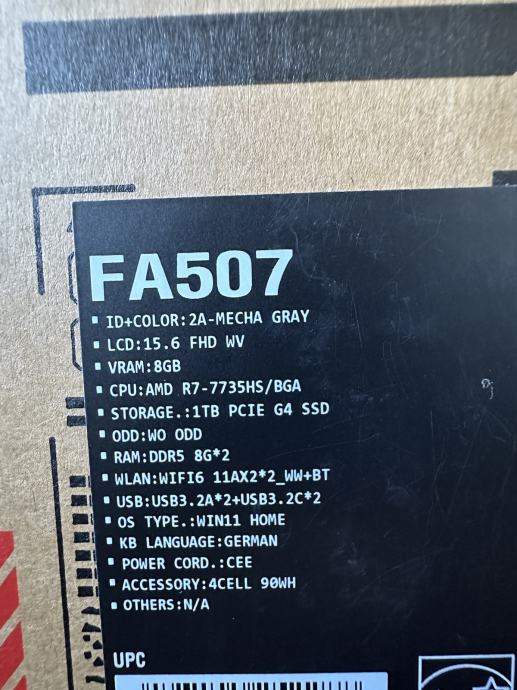 FA507
▪ ID+COLOR:2A-MECHA GRAY
▪ LCD:15.6 FHD WV
▪ VRAM:8GB
▪ CPU:AMD R7-7735HS/BGA
▪ STORAGE.:1TB PCIE G4 SSD
▪ ODD:WO ODD
▪ RAM:DDR5 8G*2
▪ WLAN:WIFI6 11AX2*2_WW+BT
▪ USB:USB3.2A*2+USB3.2C*2
▪ OS TYPE.:WIN11 HOME
▪ KB LANGUAGE:GERMAN
▪ POWER CORD.:CEE
▪ ACCESSORY:4CELL 90WH
▪ OTHERS:N/A
UPC